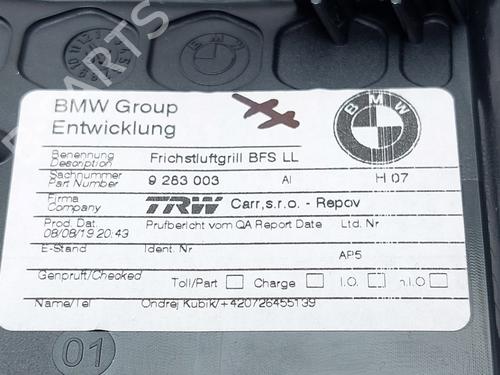 BMW Group
Entwicklung
BMW
Benennung
Description
Frichstluftgrill BFS LL
Sachnummer
Part Number
9 283 003 AI H 07
Firma
Company
TRW Carr,s.r.o. - Repov
Prod. Dat. Prufbericht vom QA Report Date Ltd. Nr
08/08/19 20:43
E-Stand Ident. Nr AP5
Genpruft/Checked Toll/Part Charge I.O. n.I.O
Name/Tel Ondrej Kubik/+420726455139
01